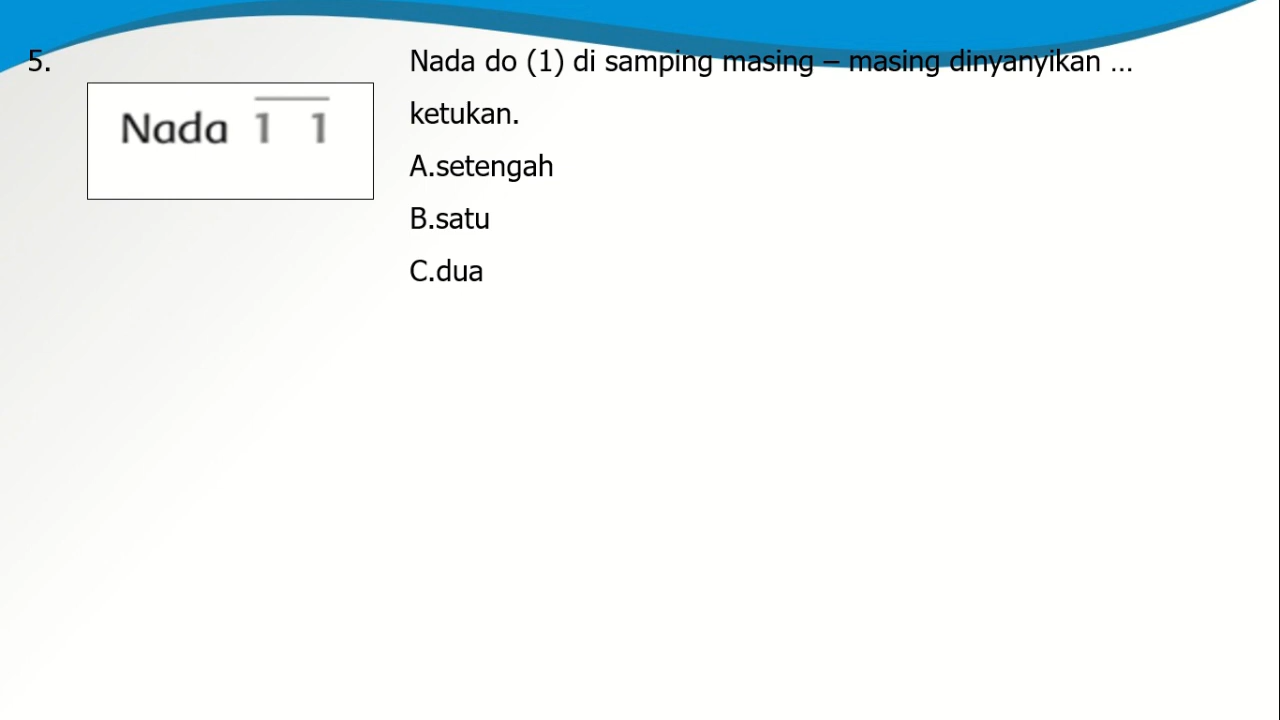 5.
Nada 1 1
Nada do (1) di samping masing – masing dinyanyikan ...
ketukan.
A.setengah
B.satu
C.dua